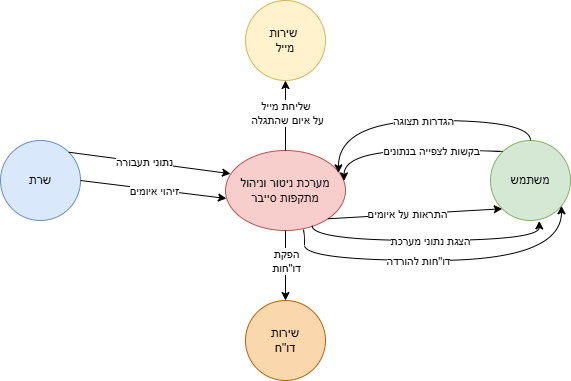 שירות
מייל
שליחת מייל
על איום שהתגלה
הגדרות תצוגה
בקשות לצפייה בנתונים
נתוני תעבורה
שרת
מערכת ניטור וניהול
מתקפות סייבר
משתמש
זיהוי איומים
התראות על איומים
הצגת נתוני מערכת
דו"חות להורדה
הפקת
דו"חות
שירות
דו"ח